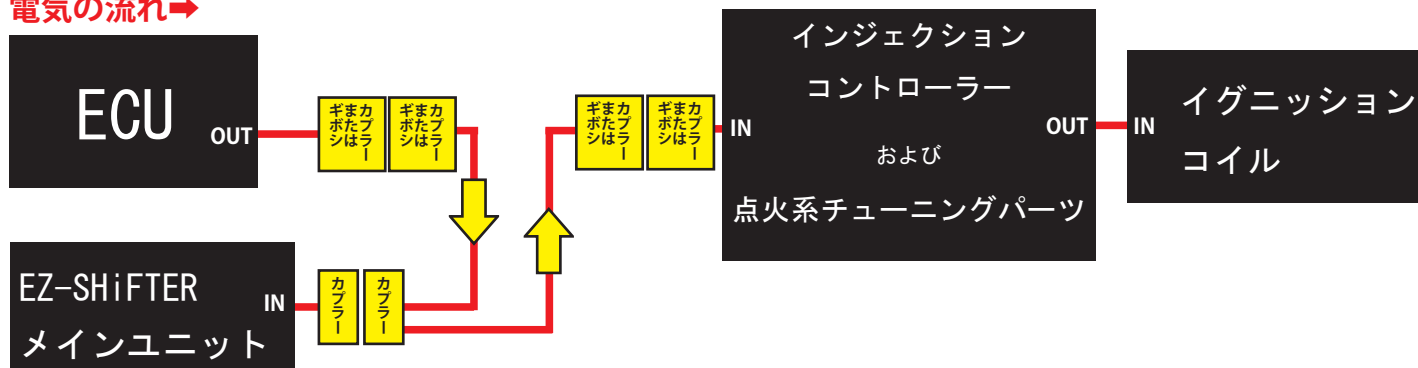 電気の流れ➡
ECU
OUT
カプラー
または
ギボシ
カプラー
または
ギボシ
カプラー
または
ギボシ
カプラー
または
ギボシ
IN
インジェクション
コントローラー
および
点火系チューニングパーツ
OUT
IN
イグニッション
コイル
EZ-SHiFTER
メインユニット
IN
カプラー
カプラー